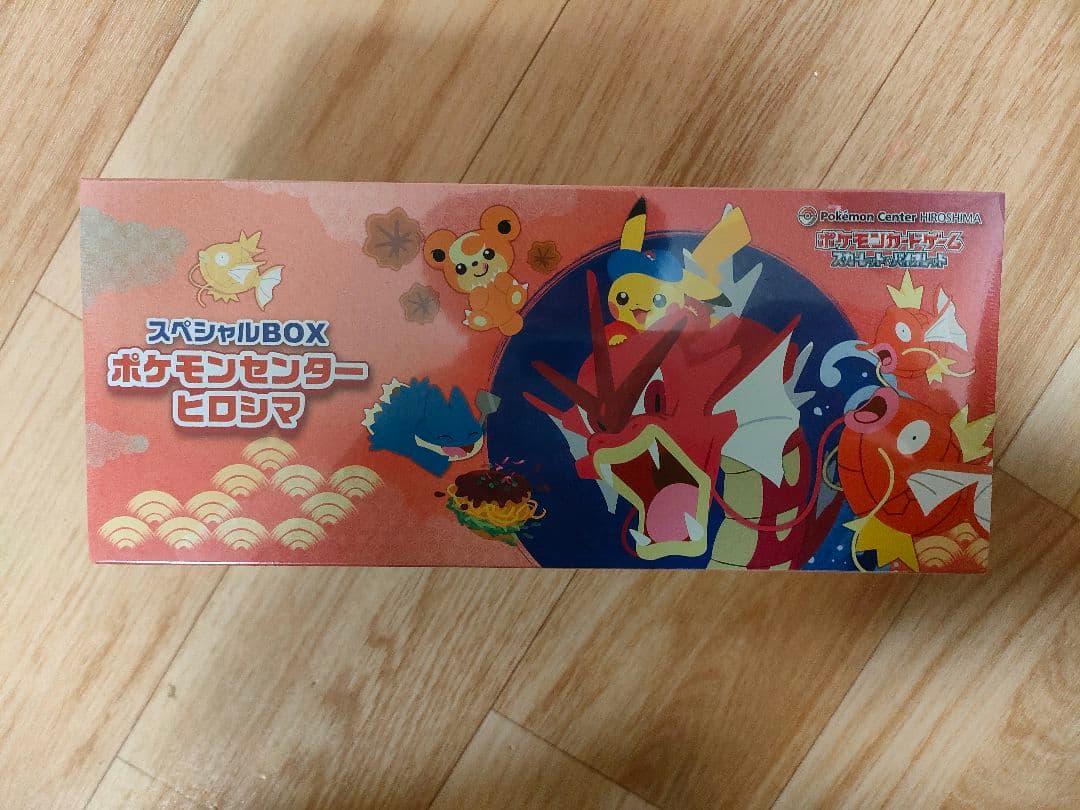 スペシャルBOX
ポケモンセンター
ヒロシマ
Pokémon Center HIROSHIMA
ポケモンカードゲーム
スカーレット&バイオレット